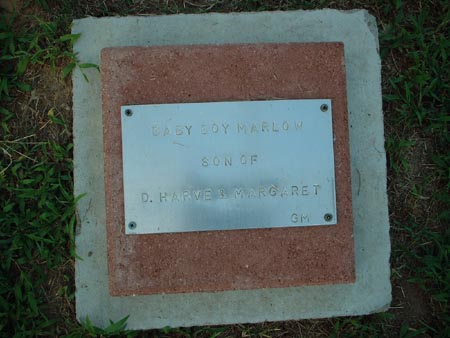 BABY BOY MARLOW
SON OF
D. HARVE & MARGARET
GM